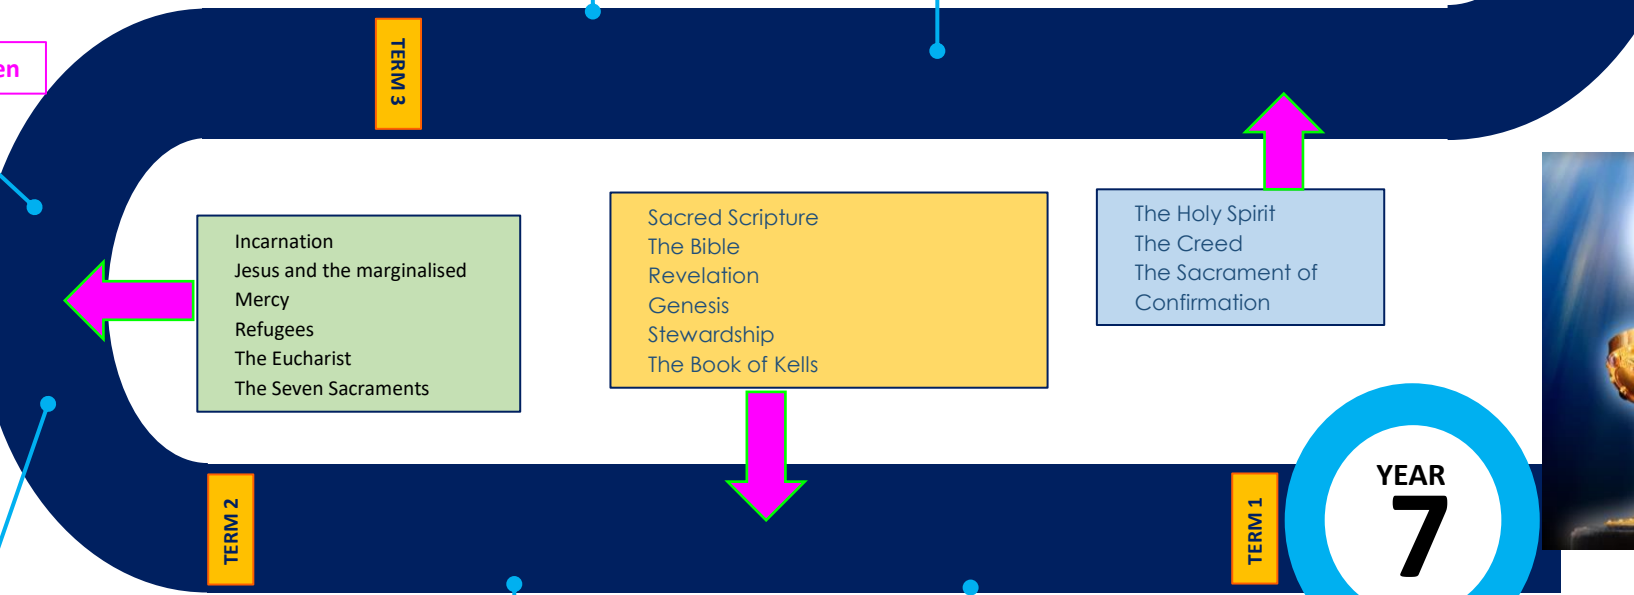 en
TERM 3
Incarnation
Jesus and the marginalised
Mercy
Refugees
The Eucharist
The Seven Sacraments
Sacred Scripture
The Bible
Revelation
Genesis
Stewardship
The Book of Kells
The Holy Spirit
The Creed
The Sacrament of
Confirmation
TERM 2
TERM 1
YEAR
7